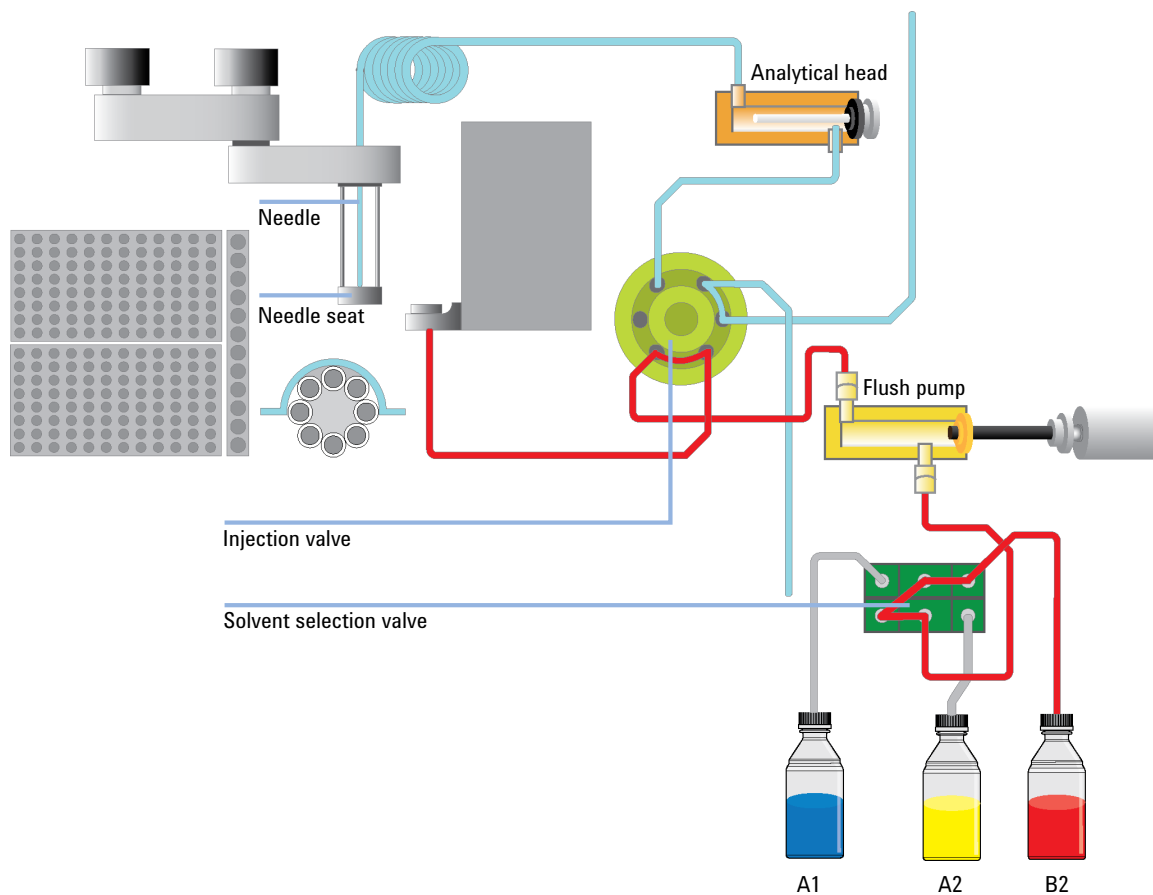 Analytical head
Needle
Needle seat
Flush pump
Injection valve
Solvent selection valve
A1
A2
B2